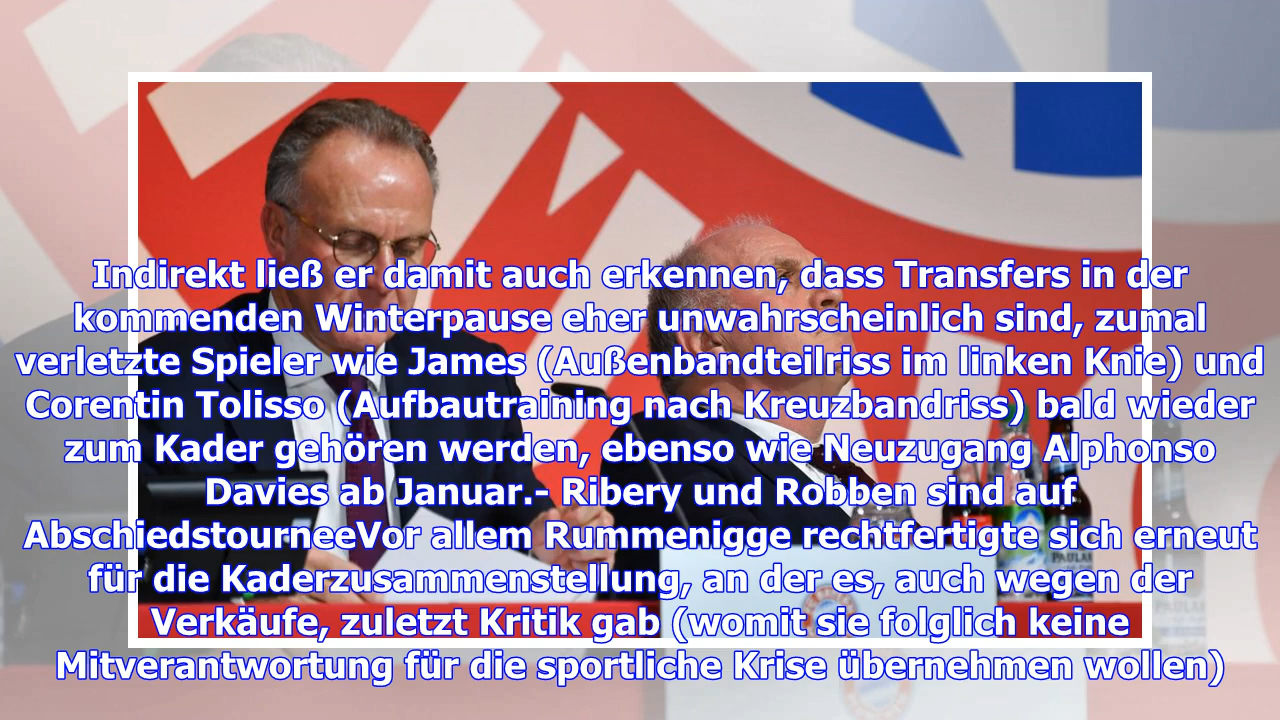 Indirekt ließ er damit auch erkennen, dass Transfers in der
kommenden Winterpause eher unwahrscheinlich sind, zumal
verletzte Spieler wie James (Außenbandteilriss im linken Knie) und
Corentin Tolisso (Aufbautraining nach Kreuzbandriss) bald wieder
zum Kader gehören werden, ebenso wie Neuzugang Alphonso
Davies ab Januar.- Ribery und Robben sind auf
AbschiedstourneeVor allem Rummenigge rechtfertigte sich erneut
für die Kaderzusammenstellung, an der es, auch wegen der
Verkäufe, zuletzt Kritik gab (womit sie folglich keine
Mitverantwortung für die sportliche Krise übernehmen wollen)